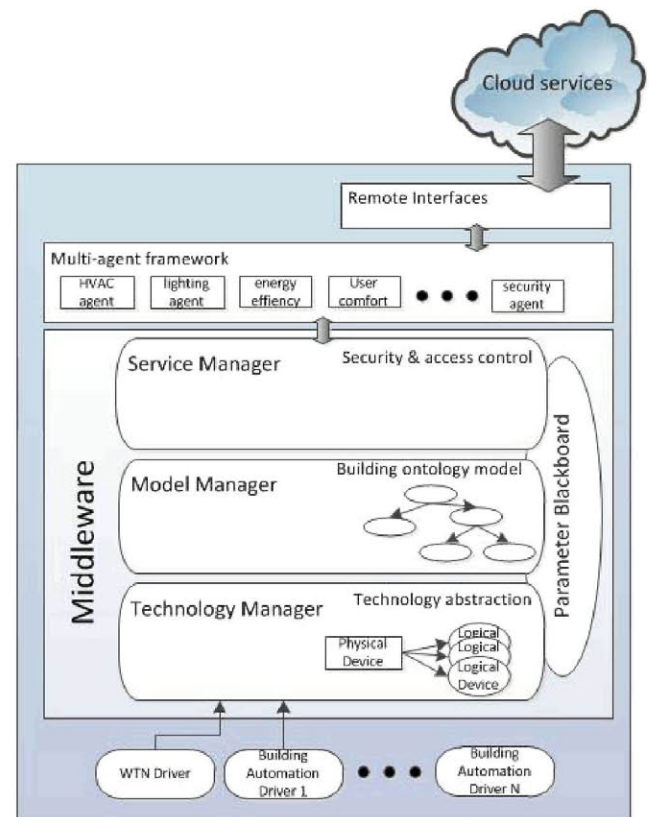 Cloud services
Remote Interfaces
Multi-agent framework
HVAC
agent
lighting
agent
energy
effiency
User
comfort
security
agent
Service Manager
Security & access control
Middleware
Model Manager
Building ontology model
Parameter Blackboard
Technology Manager
Technology abstraction
Physical
Device
Logical
Logical
Logical
Device
WTN Driver
Building
Automation
Driver 1
Building
Automation
Driver N